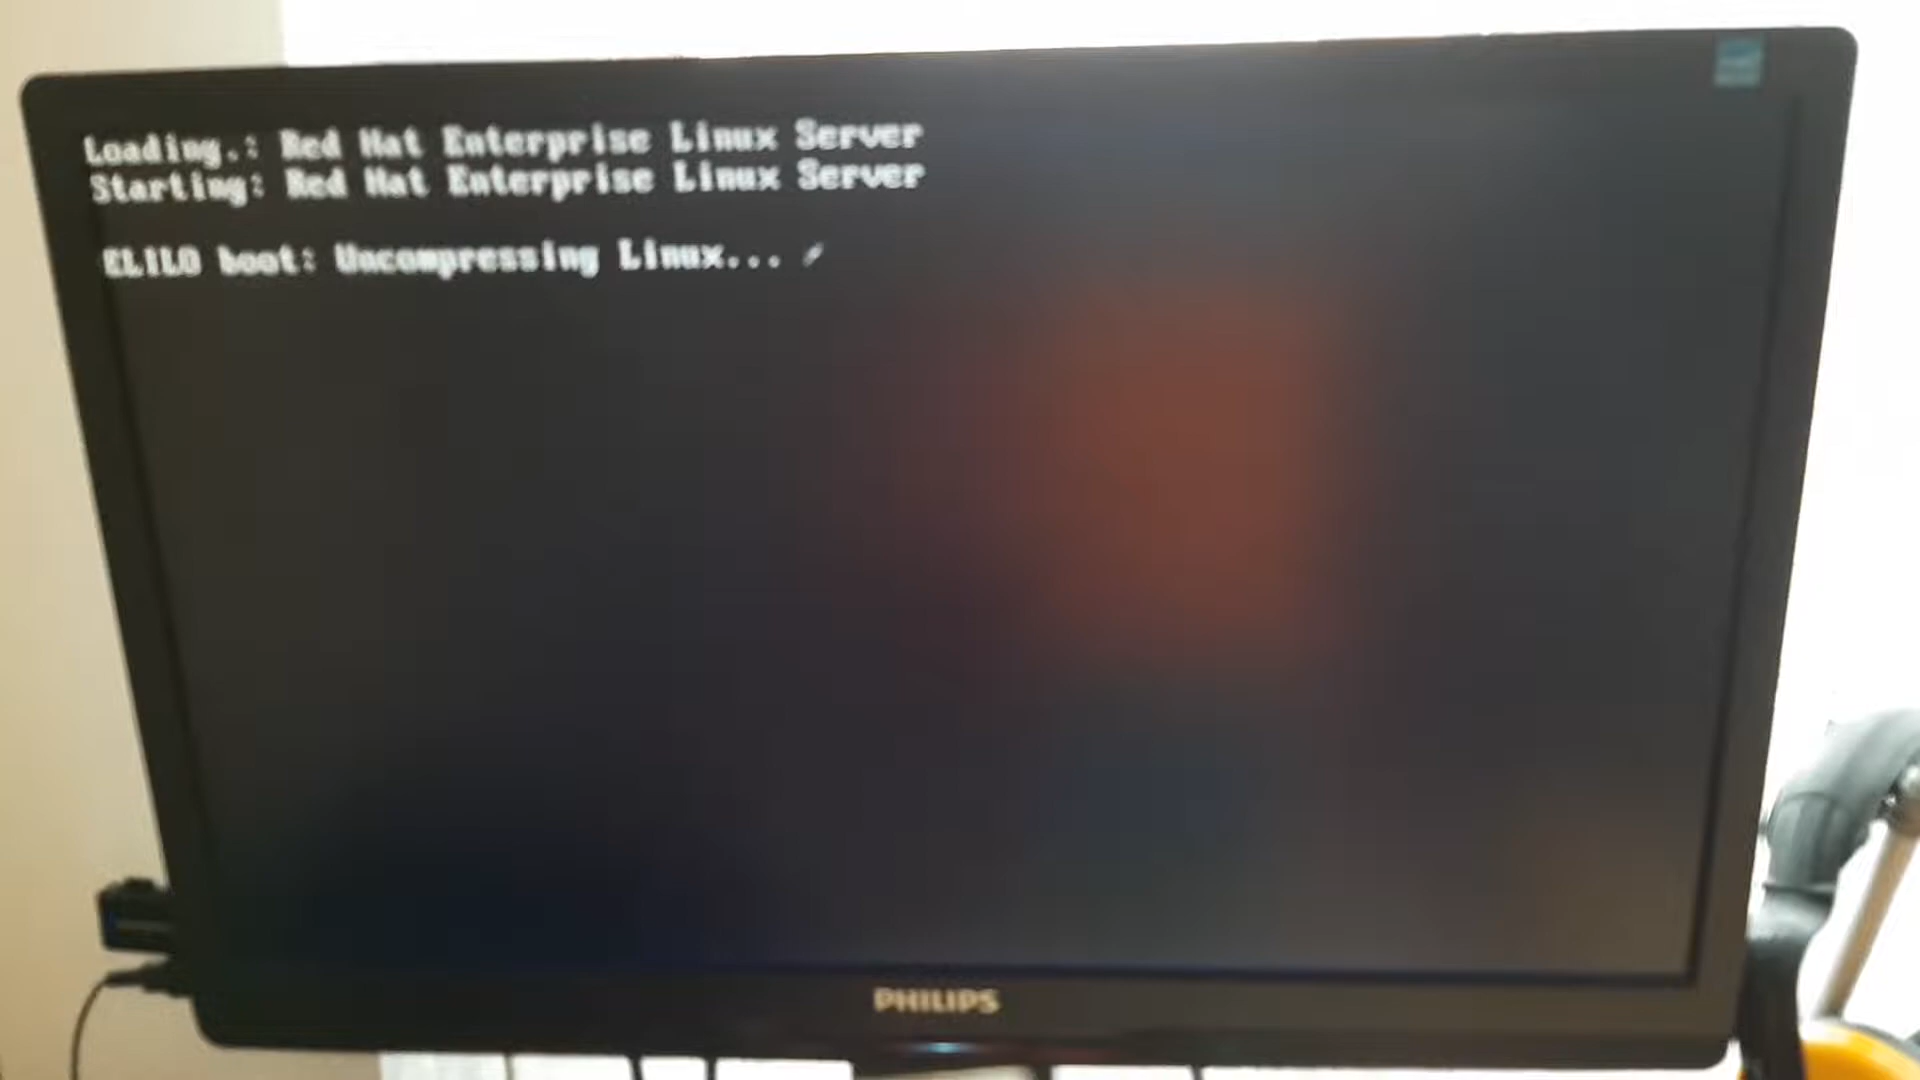 Loading.: Red Hat Enterprise Linux Server
Starting: Red Hat Enterprise Linux Server
ELILO boot: Uncompressing Linux... /
PHILIPS